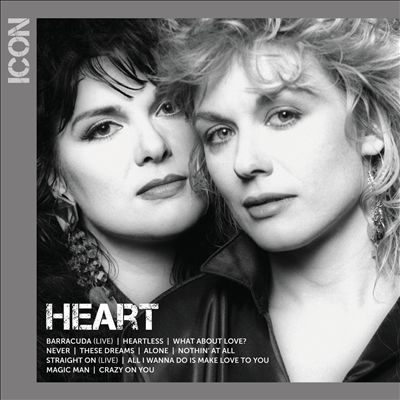 ICON
HEART
BARRACUDA (LIVE) | HEARTLESS | WHAT ABOUT LOVE?
NEVER | THESE DREAMS | ALONE | NOTHIN' AT ALL
STRAIGHT ON (LIVE) | ALL I WANNA DO IS MAKE LOVE TO YOU
MAGIC MAN | CRAZY ON YOU